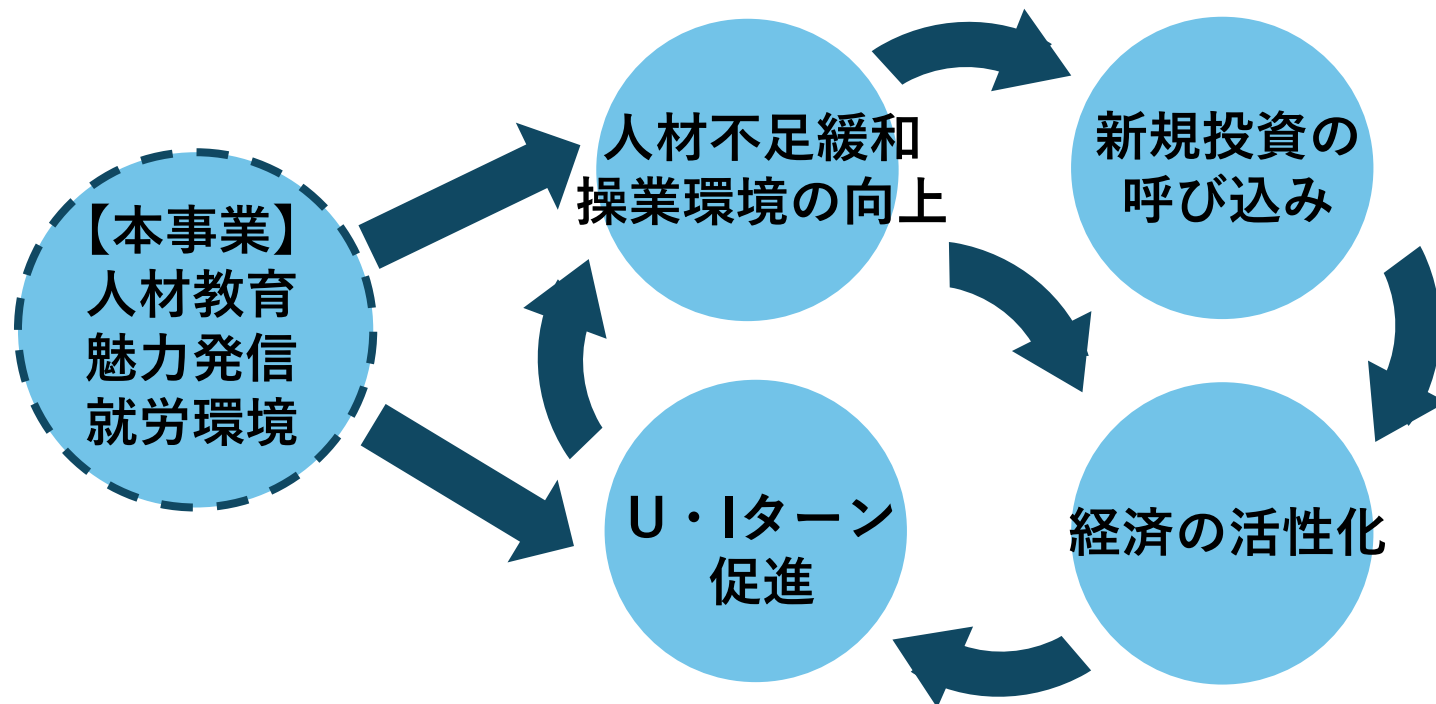 【本事業】
人材教育
魅力発信
就労環境
人材不足緩和
操業環境の向上
新規投資の
呼び込み
U・Iターン
促進
経済の活性化